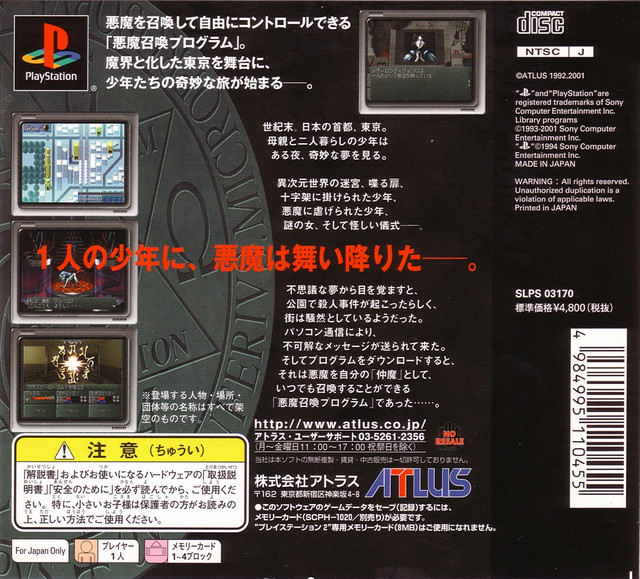 悪魔を召喚して自由にコントロールできる
「悪魔召喚プログラム」。
魔界と化した東京を舞台に、
少年たちの奇妙な旅が始まる──。
PlayStation
COMPACT
disc
NTSC J
©ATLUS 1992.2001
"PS"and"PlayStation"are
registered trademarks of Sony
Computer Entertainment Inc.
Library programs
©1993-2001 Sony Computer
Entertainment Inc.
"PS"©1994 Sony Computer
Entertainment Inc.
MADE IN JAPAN
WARNING : All Rights reserved.
Unauthorized duplication is a
violation of applicable laws.
Printed in JAPAN
世紀末、日本の首都、東京。
母親と二人暮らしの少年は
ある夜、奇妙な夢を見る。
異次元世界の迷宮、喋る扉、
十字架に掛けられた少年、
悪魔に虐げられた少年、
謎の女、そして怪しい儀式─。
1人の少年に、悪魔は舞い降りた──。
不思議な夢から目を覚ますと、
公園で殺人事件が起こったらしく、
街は騒然としているようだった。
パソコン通信により、
不可解なメッセージが送られて来た。
そしてプログラムをダウンロードすると、
それは悪魔を自分の「仲魔」として、
いつでも召喚することができる
「悪魔召喚プログラム」であった……。
SLPS 03170
標準価格¥4,800(税抜)
4 984995 110455
※登場する人物・場所・
団体等の名称はすべて架
空のものです。
http://www.atlus.co.jp/
アトラス・ユーザーサポート03-5261-2356
(月〜金曜日11:00〜17:00 祝祭日を除く)
当社は本ソフトの無断複製・賃貸・中古販売は一切許可しておりません。
NO
RESALE
株式会社アトラス
〒162 東京都新宿区神楽坂4-8
ATLUS
●このソフトウェアのゲームデータをセーブ(記録)するには、
メモリーカード(SCPH-1020/別売り)が必要です。
"プレイステーション 2"専用メモリーカード(8MB)はご使用になれません。
注意(ちゅうい)
「解説書」およびお使いになるハードウェアの「取扱説
明書」「安全のために」を必ず読んでから、ご使用くだ
さい。特に、小さいお子様は保護者の方がお読みの
上、正しい方法でご使用ください。
For Japan Only
プレイヤー
1人
メモリーカード
1〜4ブロック